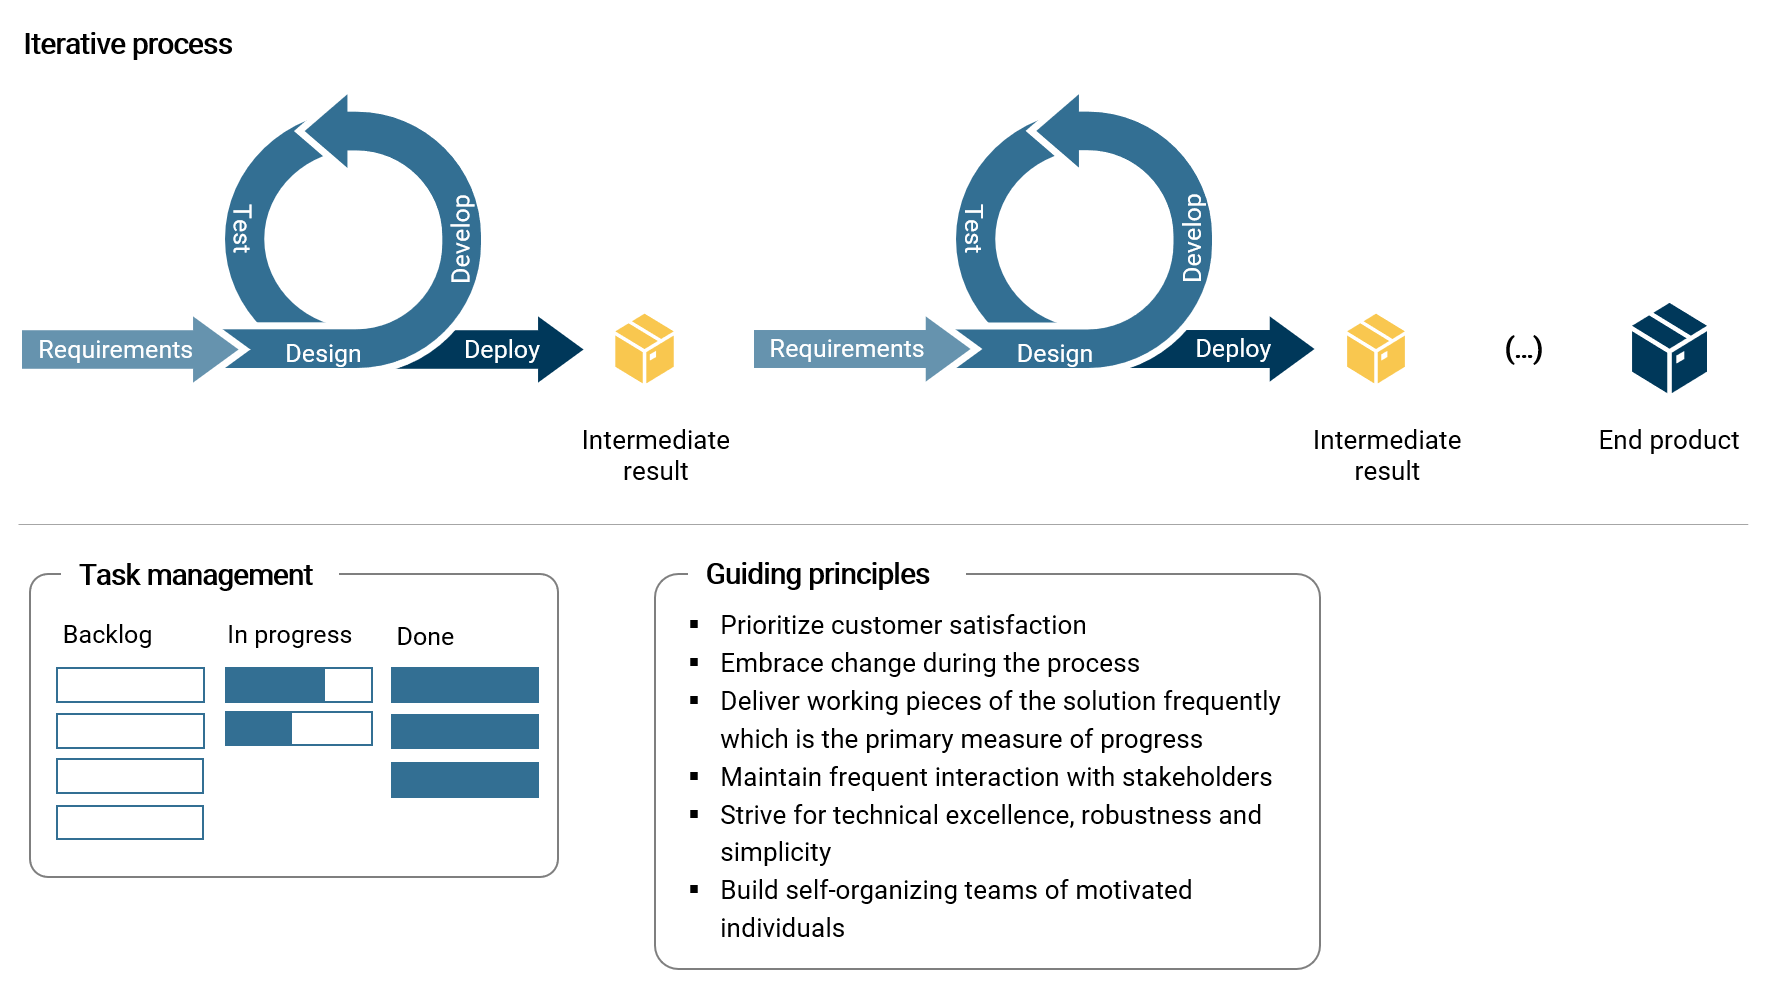 Iterative process
Test
Develop
Requirements
Design
Deploy
Intermediate
result
Test
Develop
Requirements
Design
Deploy
Intermediate
result
(...)
End product
Task management
Backlog
In progress
Done
Guiding principles
▪ Prioritize customer satisfaction
▪ Embrace change during the process
▪ Deliver working pieces of the solution frequently
which is the primary measure of progress
▪ Maintain frequent interaction with stakeholders
▪ Strive for technical excellence, robustness and
simplicity
▪ Build self-organizing teams of motivated
individuals